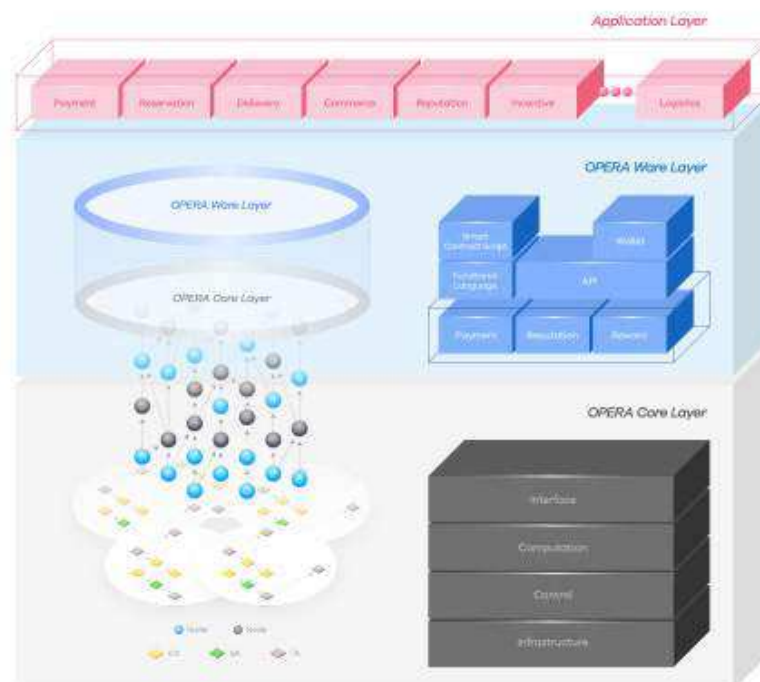 Application Layer
Payment Reservation Delivery Commerce Reputation Incentive Logistics
OPERA Ware Layer
OPERA Ware Layer
Smart
Contract Script
Wallet
OPERA Core Layer
Functional
Language
API
Payment Reputation Reward
OPERA Core Layer
Interface
Computation
Control
Infrastructure